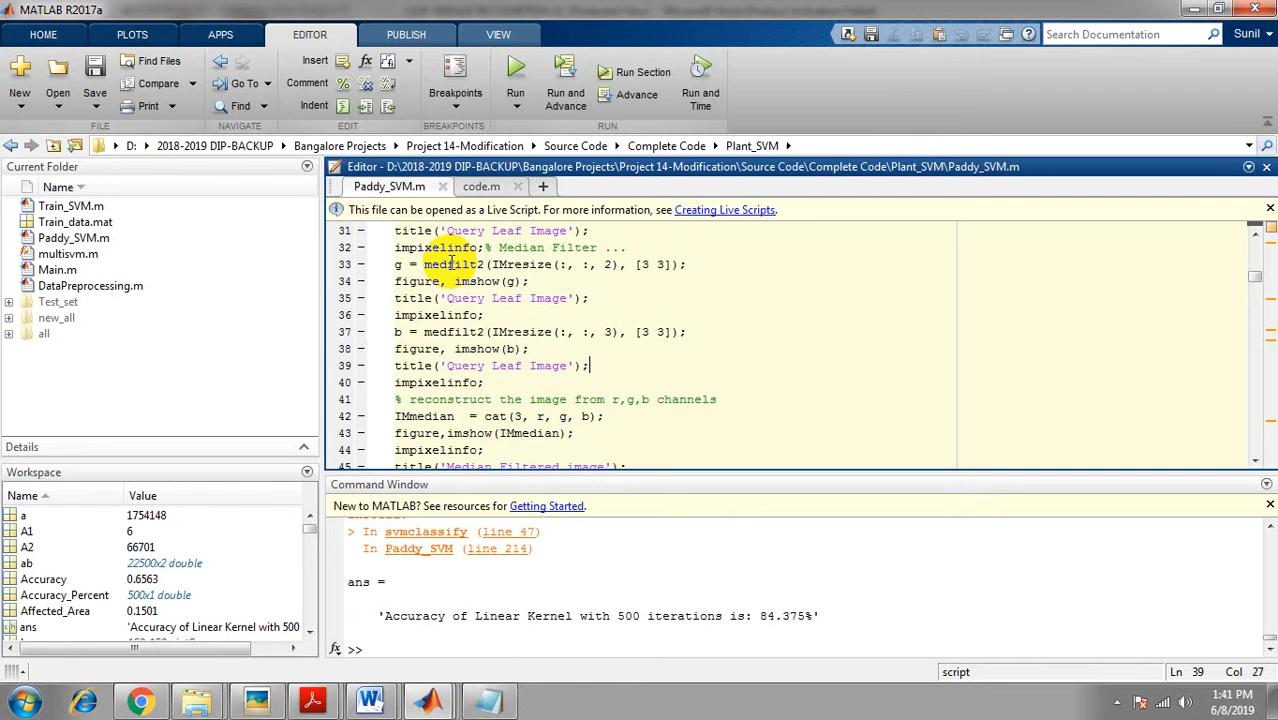 MATLAB R2017a
HOME PLOTS APPS EDITOR PUBLISH VIEW
Search Documentation
Sunil
New Open Save
Find Files
Compare
Print
Go To
Find
Insert
Comment
Indent
Breakpoints
Run
Run and Advance
Run Section
Advance
Run and Time
FILE NAVIGATE EDIT BREAKPOINTS RUN
D: ▸ 2018-2019 DIP-BACKUP ▸ Bangalore Projects ▸ Project 14-Modification ▸ Source Code ▸ Complete Code ▸ Plant_SVM ▸
Current Folder
Name
Train_SVM.m
Train_data.mat
Paddy_SVM.m
multisvm.m
Main.m
DataPreprocessing.m
Test_set
new_all
all
Details
Workspace
Name Value
a 1754148
A1 6
A2 66701
ab 22500x2 double
Accuracy 0.6563
Accuracy_Percent 500x1 double
Affected_Area 0.1501
ans 'Accuracy of Linear Kernel with 500
Editor - D:\2018-2019 DIP-BACKUP\Bangalore Projects\Project 14-Modification\Source Code\Complete Code\Plant_SVM\Paddy_SVM.m
Paddy_SVM.m code.m
This file can be opened as a Live Script. For more information, see Creating Live Scripts.
31 – title('Query Leaf Image');
32 – impixelinfo;% Median Filter ...
33 – g = medfilt2(IMresize(:, :, 2), [3 3]);
34 – figure, imshow(g);
35 – title('Query Leaf Image');
36 – impixelinfo;
37 – b = medfilt2(IMresize(:, :, 3), [3 3]);
38 – figure, imshow(b);
39 – title('Query Leaf Image');
40 – impixelinfo;
41 % reconstruct the image from r,g,b channels
42 – IMmedian = cat(3, r, g, b);
43 – figure,imshow(IMmedian);
44 – impixelinfo;
45 title('Median Filtered image');
Command Window
New to MATLAB? See resources for Getting Started.
> In svmclassify (line 47)
In Paddy_SVM (line 214)
ans =
'Accuracy of Linear Kernel with 500 iterations is: 84.375%'
fx >>
script Ln 39 Col 27
1:41 PM
6/8/2019